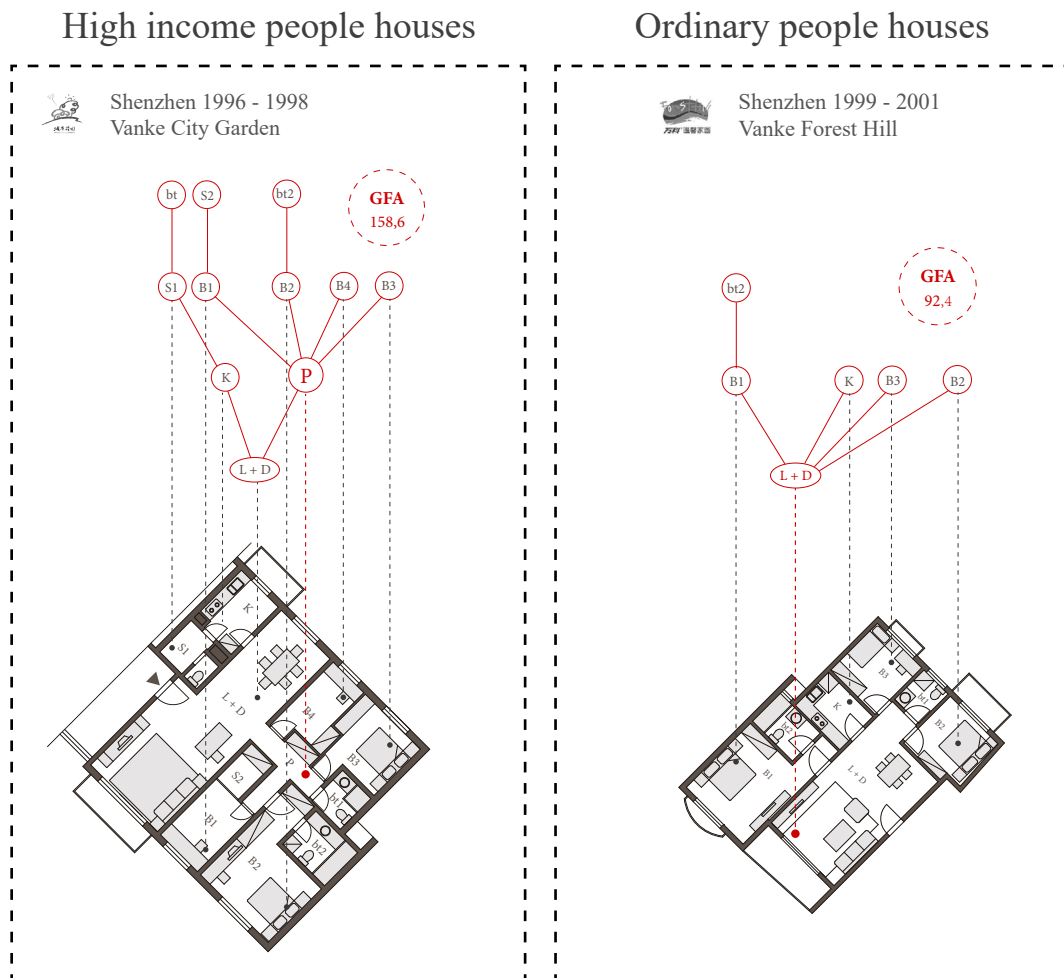 High income people houses
Ordinary people houses
Shenzhen 1996 - 1998
Vanke City Garden
Shenzhen 1999 - 2001
Vanke Forest Hill
bt
S2
bt2
GFA
158,6
S1
B1
B2
B4
B3
K
P
L + D
GFA
92,4
bt2
B1
K
B3
B2
L + D
K
S1
L + D
B4
P
B3
S2
bt1
B1
bt2
B2
B3
bt1
K
B2
bt2
L + D
B1